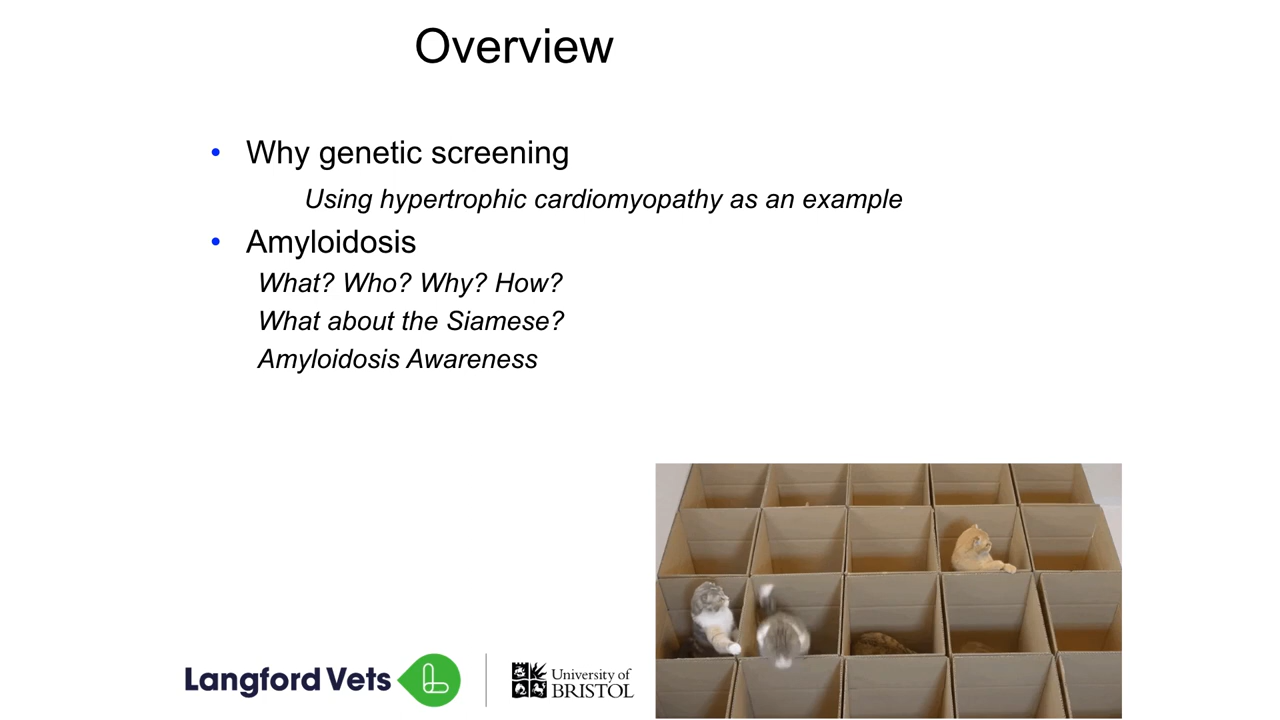 Overview
• Why genetic screening
Using hypertrophic cardiomyopathy as an example
• Amyloidosis
What? Who? Why? How?
What about the Siamese?
Amyloidosis Awareness
Langford Vets
University of
BRISTOL